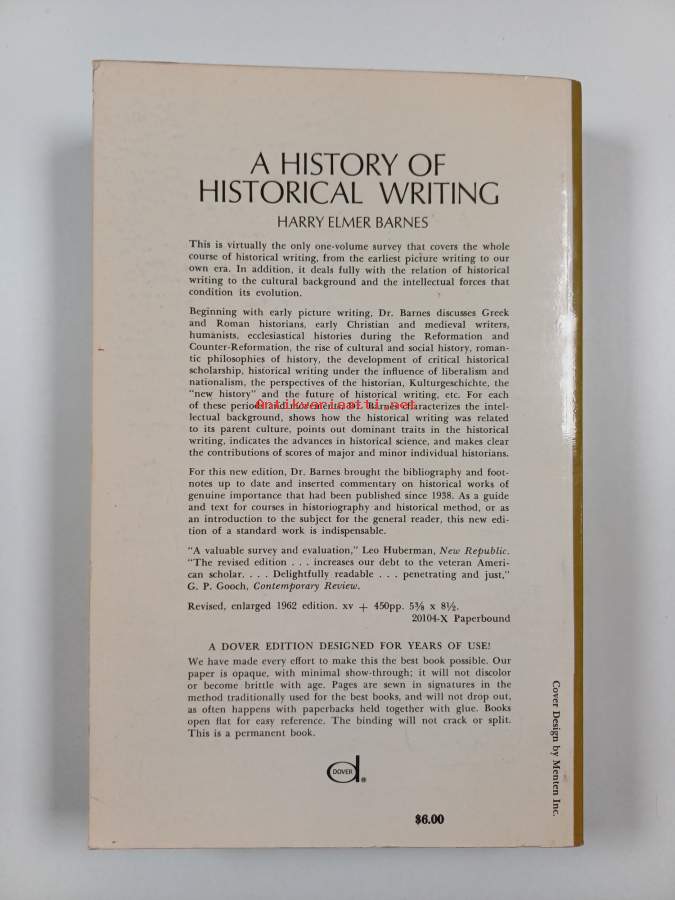 A HISTORY OF
HISTORICAL WRITING
HARRY ELMER BARNES
This is virtually the only one-volume survey that covers the whole
course of historical writing, from the earliest picture writing to our
own era. In addition, it deals fully with the relation of historical
writing to the cultural background and the intellectual forces that
condition its evolution.
Beginning with early picture writing, Dr. Barnes discusses Greek
and Roman historians, early Christian and medieval writers,
humanists, ecclesiastical histories during the Reformation and
Counter-Reformation, the rise of cultural and social history, roman-
tic philosophies of history, the development of critical historical
scholarship, historical writing under the influence of liberalism and
nationalism, the perspectives of the historian, Kulturgeschichte, the
"new history" and the future of historical writing, etc. For each
of these periods and movements, Dr. Barnes characterizes the intel-
Antikvariaatti.net
lectual background, shows how the historical writing was related
to its parent culture, points out dominant traits in the historical
writing, indicates the advances in historical science, and makes clear
the contributions of scores of major and minor individual historians.
For this new edition, Dr. Barnes brought the bibliography and foot-
notes up to date and inserted commentary on historical works of
genuine importance that had been published since 1938. As a guide
and text for courses in historiography and historical method, or as
an introduction to the subject for the general reader, this new edi-
tion of a standard work is indispensable.
"A valuable survey and evaluation," Leo Huberman, New Republic.
"The revised edition . . . increases our debt to the veteran Ameri-
can scholar. . . . Delightfully readable . . . penetrating and just,"
G. P. Gooch, Contemporary Review.
Revised, enlarged 1962 edition. xv + 450pp. 5⅜ x 8½.
20104-X Paperbound
A DOVER EDITION DESIGNED FOR YEARS OF USE!
We have made every effort to make this the best book possible. Our
paper is opaque, with minimal show-through; it will not discolor
or become brittle with age. Pages are sewn in signatures in the
method traditionally used for the best books, and will not drop out,
as often happens with paperbacks held together with glue. Books
open flat for easy reference. The binding will not crack or split.
This is a permanent book.
DOVER ®
$6.00
Cover Design by Menten Inc.